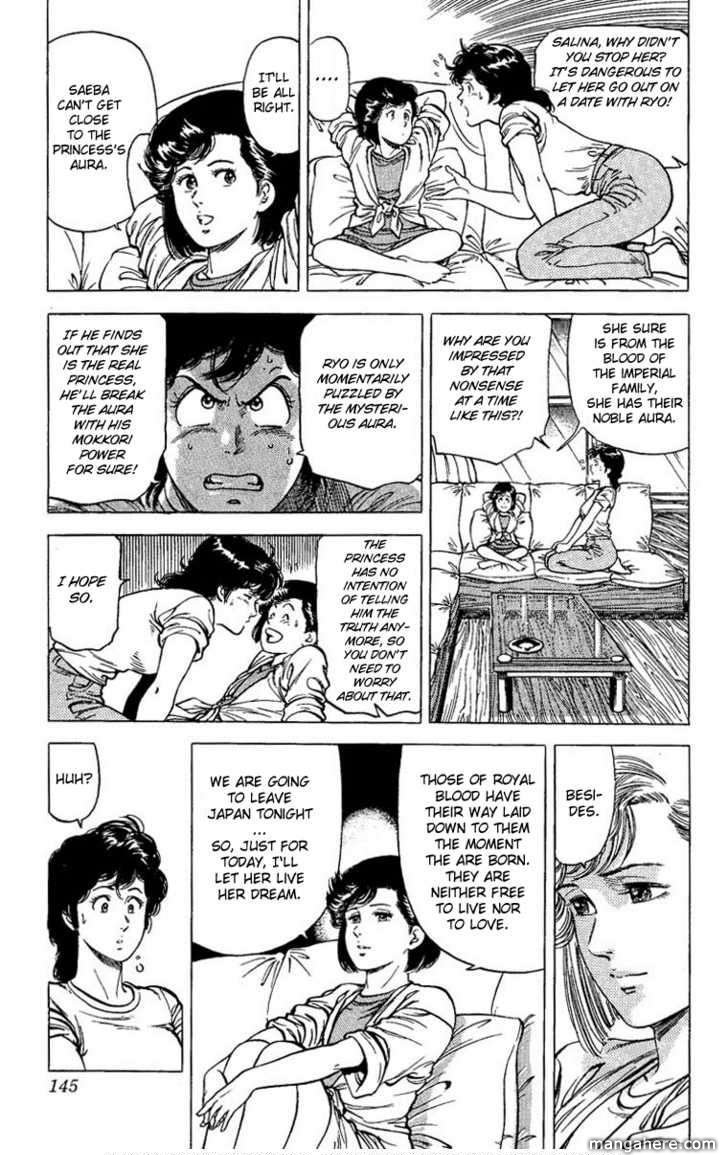 SALINA, WHY DIDN'T
YOU STOP HER?
IT'S DANGEROUS TO
LET HER GO OUT ON
A DATE WITH RYO!
....
IT'LL
BE ALL
RIGHT.
SAEBA
CAN'T GET
CLOSE
TO THE
PRINCESS'S
AURA.
SHE SURE
IS FROM THE
BLOOD OF
THE IMPERIAL
FAMILY,
SHE HAS THEIR
NOBLE AURA.
WHY ARE YOU
IMPRESSED
BY THAT
NONSENSE
AT A TIME
LIKE THIS?!
RYO IS ONLY
MOMENTARILY
PUZZLED BY
THE MYSTERI-
OUS AURA.
IF HE FINDS
OUT THAT SHE
IS THE REAL
PRINCESS,
HE'LL BREAK
THE AURA
WITH HIS
MOKKORI
POWER
FOR SURE!
THE
PRINCESS
HAS NO
INTENTION
OF TELLING
HIM THE
TRUTH ANY-
MORE, SO
YOU DON'T
NEED TO
WORRY
ABOUT THAT.
I HOPE
SO.
BESI-
DES.
THOSE OF ROYAL
BLOOD HAVE
THEIR WAY LAID
DOWN TO THEM
THE MOMENT
THE ARE BORN.
THEY ARE
NEITHER FREE
TO LIVE NOR
TO LOVE.
WE ARE GOING
TO LEAVE
JAPAN TONIGHT
...
SO, JUST FOR
TODAY, I'LL
LET HER LIVE
HER DREAM.
HUH?
145
mangahere.com